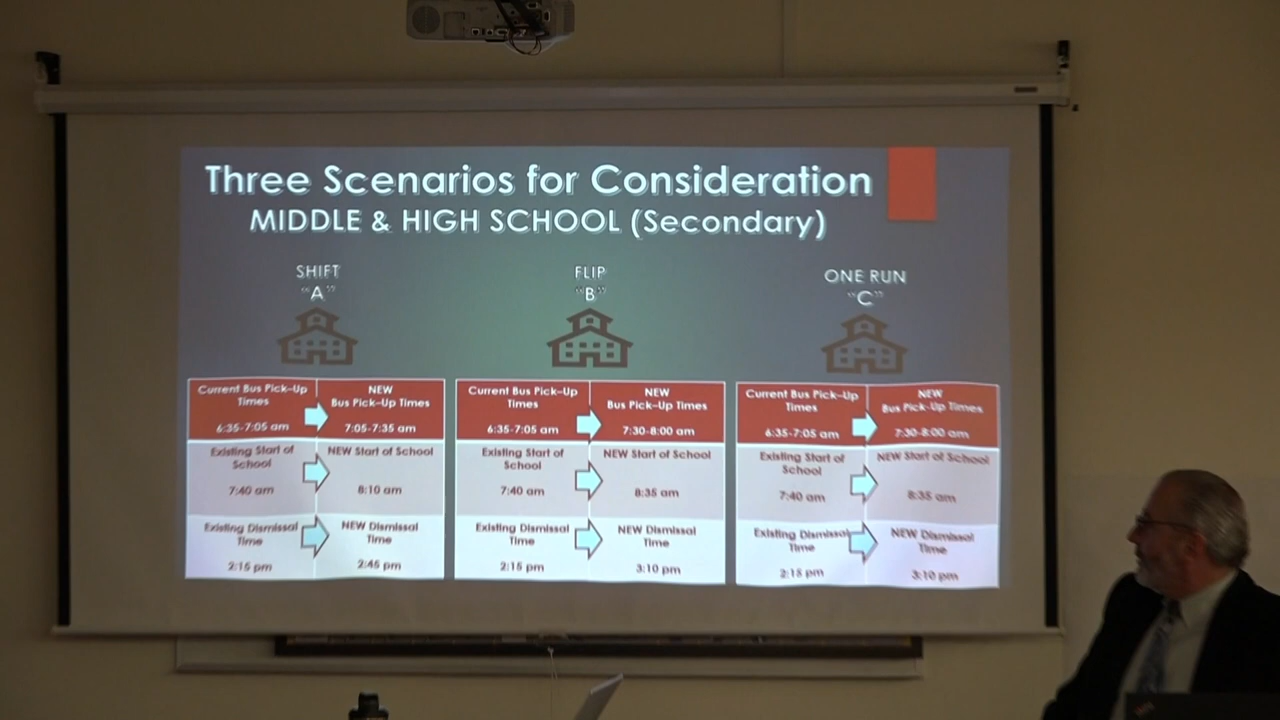 Three Scenarios for Consideration
MIDDLE & HIGH SCHOOL (Secondary)
SHIFT
"A"
Current Bus Pick-Up
Times
6:35-7:05 am
NEW
Bus Pick-Up Times
7:05-7:35 am
Existing Start of
School
7:40 am
NEW Start of School
8:10 am
Existing Dismissal
Time
2:15 pm
NEW Dismissal
Time
2:45 pm
FLIP
"B"
Current Bus Pick-Up
Times
6:35-7:05 am
NEW
Bus Pick-Up Times
7:30-8:00 am
Existing Start of
School
7:40 am
NEW Start of School
8:35 am
Existing Dismissal
Time
2:15 pm
NEW Dismissal
Time
3:10 pm
ONE RUN
"C"
Current Bus Pick-Up
Times
6:35-7:05 am
NEW
Bus Pick-Up Times
7:30-8:00 am
Existing Start of
School
7:40 am
NEW Start of School
8:35 am
Existing Dismissal
Time
2:15 pm
NEW Dismissal
Time
3:10 pm